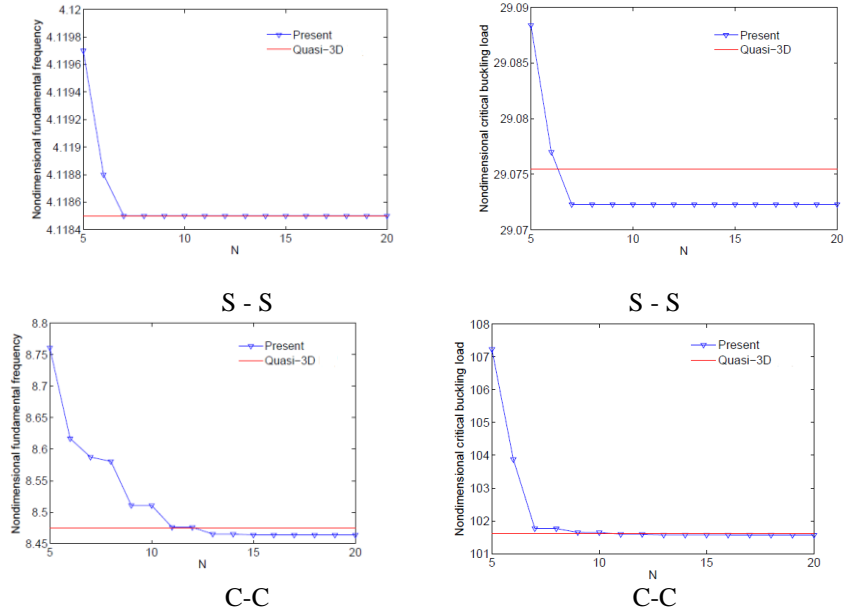 4.12
4.1198
4.1196
4.1194
4.1192
4.119
4.1188
4.1186
4.1184
Nondimensional fundamental frequency
Present
Quasi-3D
5 10 15 20
N
S - S
29.09
29.085
29.08
29.075
29.07
Nondimensional critical buckling load
Present
Quasi-3D
5 10 15 20
N
S - S
8.8
8.75
8.7
8.65
8.6
8.55
8.5
8.45
Nondimensional fundamental frequency
Present
Quasi-3D
5 10 15 20
N
C-C
108
107
106
105
104
103
102
101
Nondimensional critical buckling load
Present
Quasi-3D
5 10 15 20
N
C-C